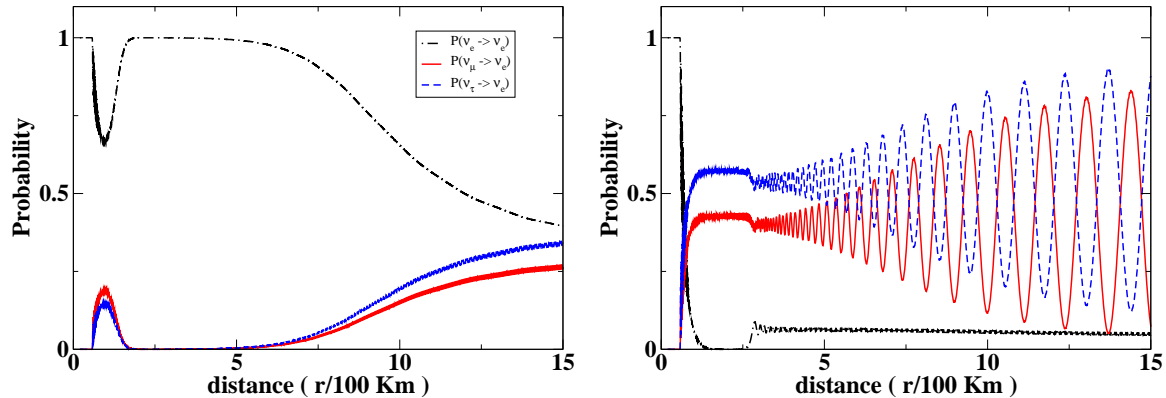 1
0.5
0
Probability
0
5
10
15
distance ( r/100 Km )
P(νe -> νe)
P(νμ -> νe)
P(ντ -> νe)
1
0.5
0
Probability
5
10
15
distance ( r/100 Km )